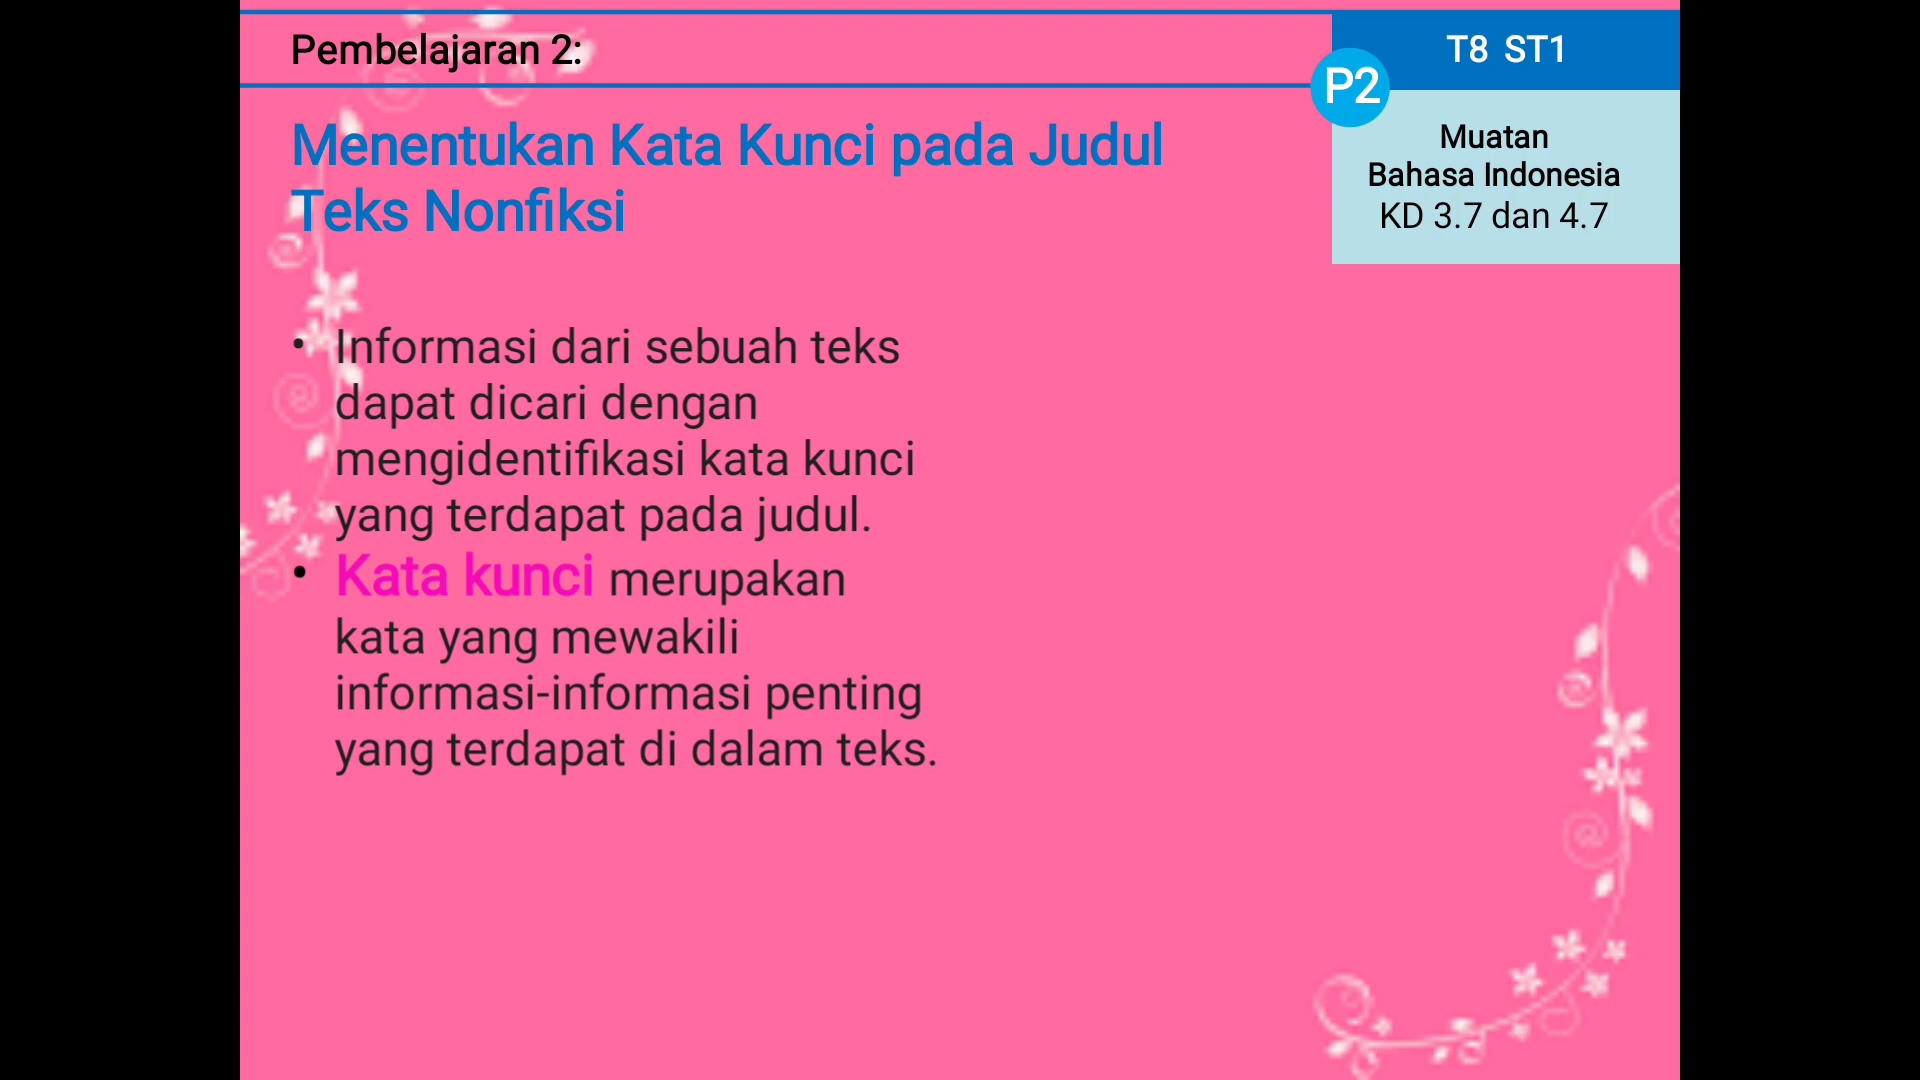 Pembelajaran 2:
T8 ST1
P2
Muatan
Bahasa Indonesia
KD 3.7 dan 4.7
Menentukan Kata Kunci pada Judul
Teks Nonfiksi
• Informasi dari sebuah teks
dapat dicari dengan
mengidentifikasi kata kunci
yang terdapat pada judul.
• Kata kunci merupakan
kata yang mewakili
informasi-informasi penting
yang terdapat di dalam teks.